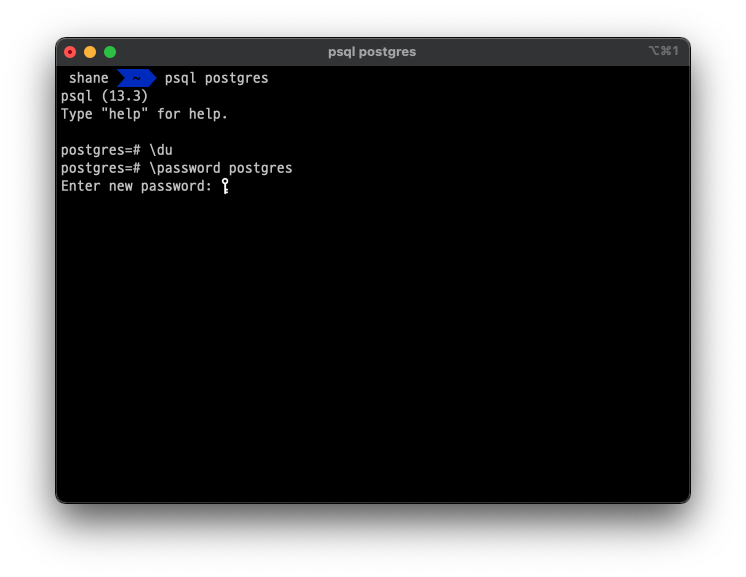 psql postgres
⌥⌘1
shane ~ psql postgres
psql (13.3)
Type "help" for help.
postgres=# \du
postgres=# \password postgres
Enter new password: